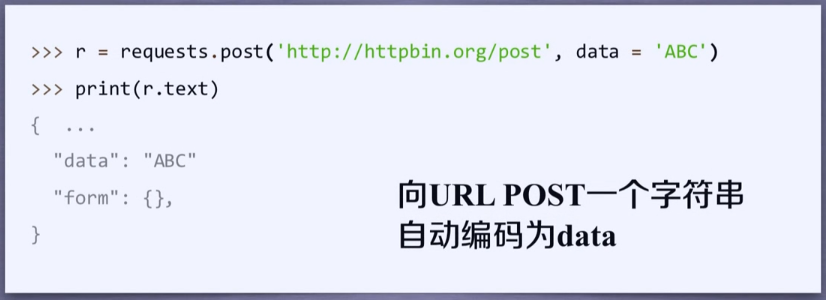 >>> r = requests.post('http://httpbin.org/post', data = 'ABC')
>>> print(r.text)
{  ...
  "data": "ABC"
  "form": {},
}
向URL POST一个字符串
自动编码为data